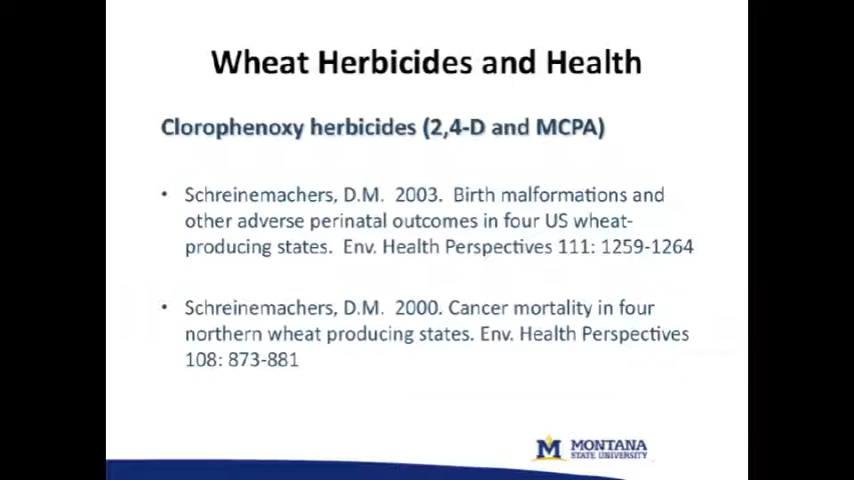 Wheat Herbicides and Health
Clorophenoxy herbicides (2,4-D and MCPA)
• Schreinemachers, D.M. 2003. Birth malformations and
other adverse perinatal outcomes in four US wheat-
producing states. Env. Health Perspectives 111: 1259-1264
• Schreinemachers, D.M. 2000. Cancer mortality in four
northern wheat producing states. Env. Health Perspectives
108: 873-881
M MONTANA
STATE UNIVERSITY